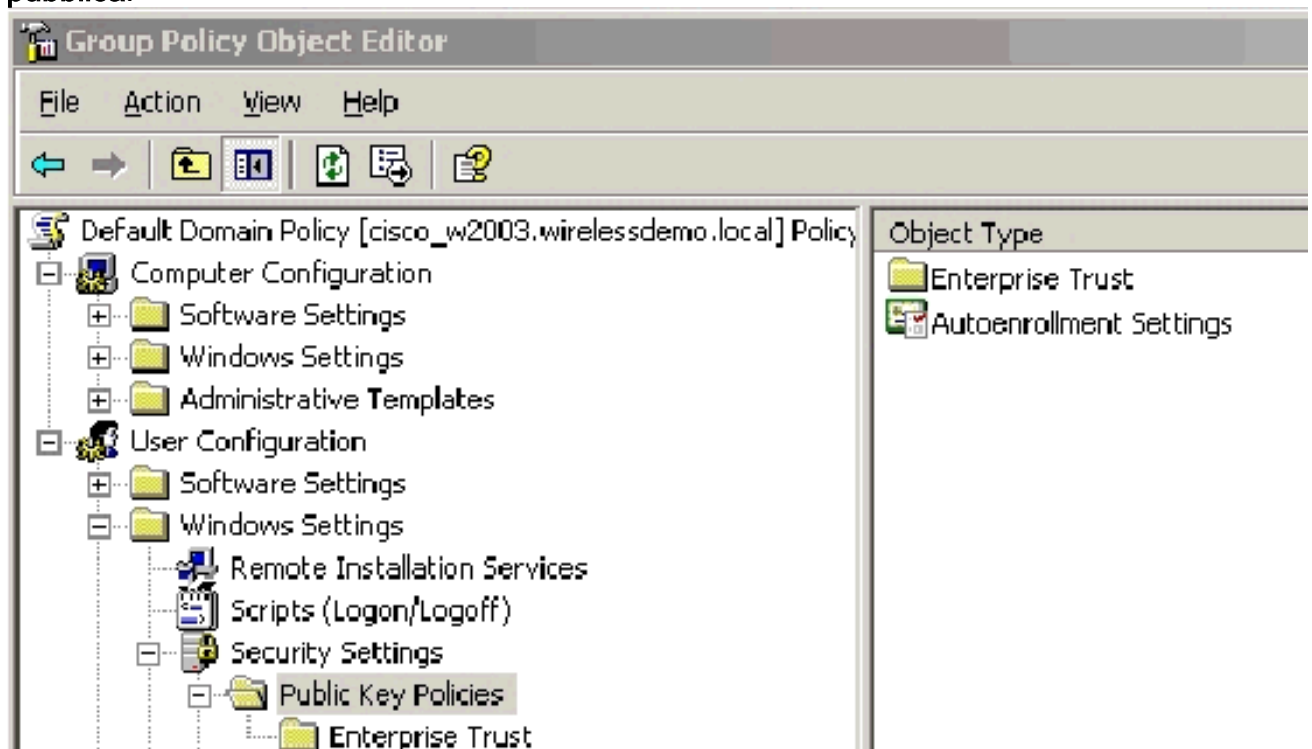 pubblica.
Group Policy Object Editor
File Action View Help
Default Domain Policy [cisco_w2003.wirelessdemo.local] Policy
Computer Configuration
Software Settings
Windows Settings
Administrative Templates
User Configuration
Software Settings
Windows Settings
Remote Installation Services
Scripts (Logon/Logoff)
Security Settings
Public Key Policies
Enterprise Trust
Object Type
Enterprise Trust
Autoenrollment Settings